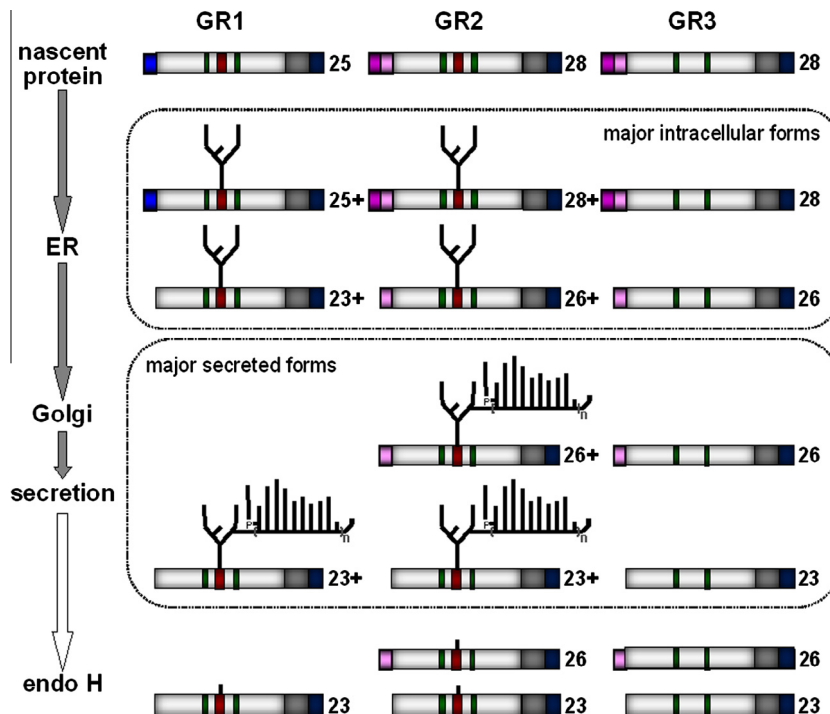 GR1 GR2 GR3
nascent
protein
25 28 28
major intracellular forms
25+ 28+ 28
ER
23+ 26+ 26
major secreted forms
P
Golgi
n
26+ 26
secretion
P P
n n
23+ 23+ 23
26 26
endo H
23 23 23